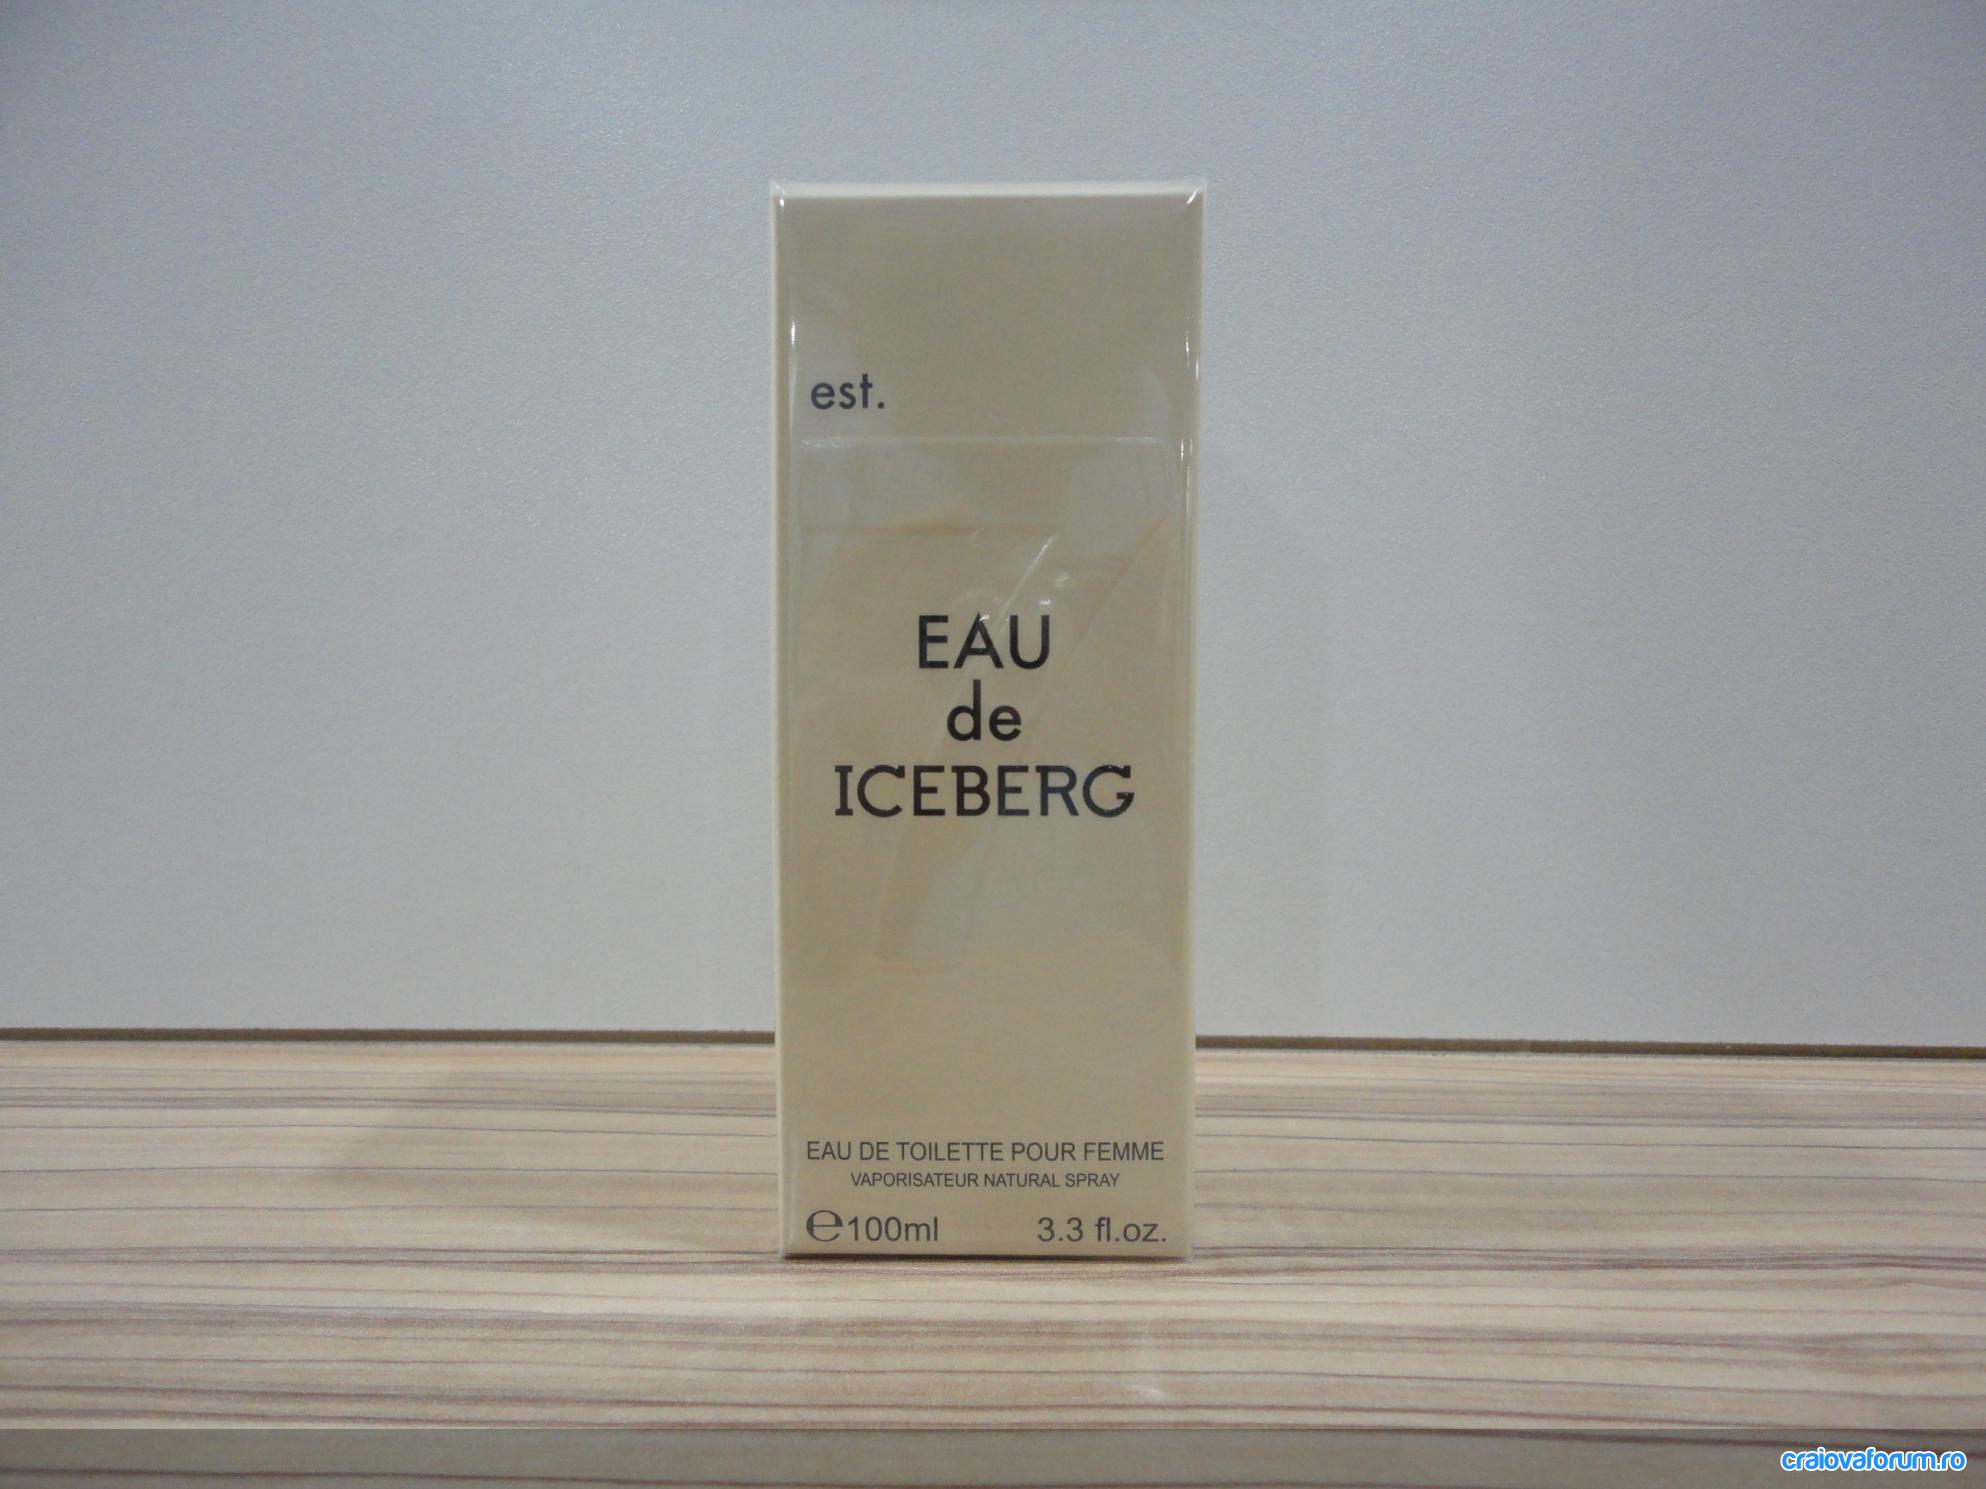 est.
EAU
de
ICEBERG
EAU DE TOILETTE POUR FEMME
VAPORISATEUR NATURAL SPRAY
℮100ml 3.3 fl.oz.
craiovaforum.ro